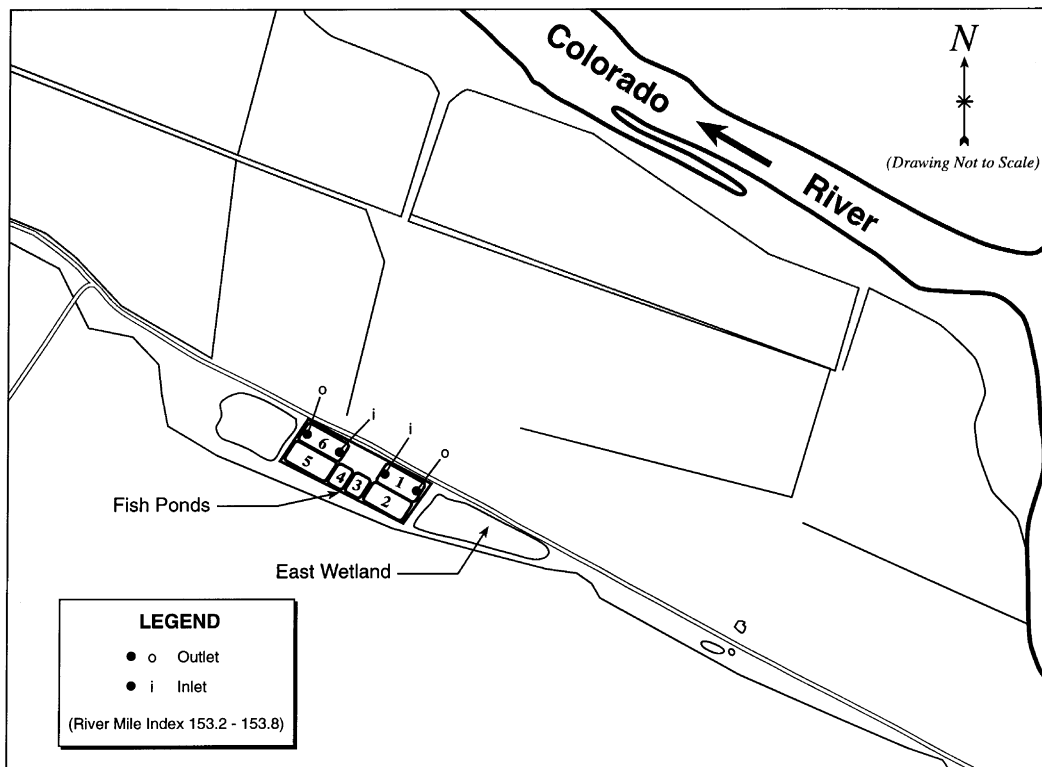 Colorado
River
N
(Drawing Not to Scale)
o
i
i
o
6
1
5
4
3
2
Fish Ponds
East Wetland
LEGEND
o Outlet
i Inlet
(River Mile Index 153.2 - 153.8)